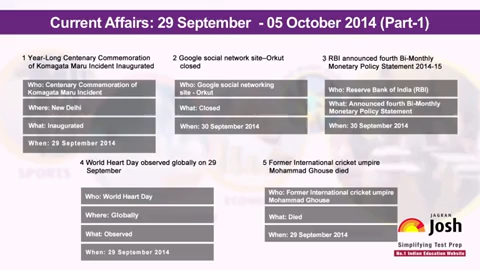 Current Affairs: 29 September - 05 October 2014 (Part-1)
1 Year-Long Centenary Commemoration
of Komagata Maru Incident Inaugurated
Who: Centenary Commemoration of
Komagata Maru Incident
Where: New Delhi
What: Inaugurated
When: 29 September 2014
2 Google social network site–Orkut
closed
Who: Google social networking
site - Orkut
What: Closed
When: 30 September 2014
3 RBI announced fourth Bi-Monthly
Monetary Policy Statement 2014-15
Who: Reserve Bank of India (RBI)
What: Announced fourth Bi-Monthly
Monetary Policy Statement
When: 30 September 2014
4 World Heart Day observed globally on 29
September
Who: World Heart Day
Where: Globally
What: Observed
When: 29 September 2014
5 Former International cricket umpire
Mohammad Ghouse died
Who: Former International cricket umpire
Mohammad Ghouse
What: Died
When: 29 September 2014
JAGRAN
Josh
Simplifying Test Prep
No.1 Indian Education Website
SPORTS